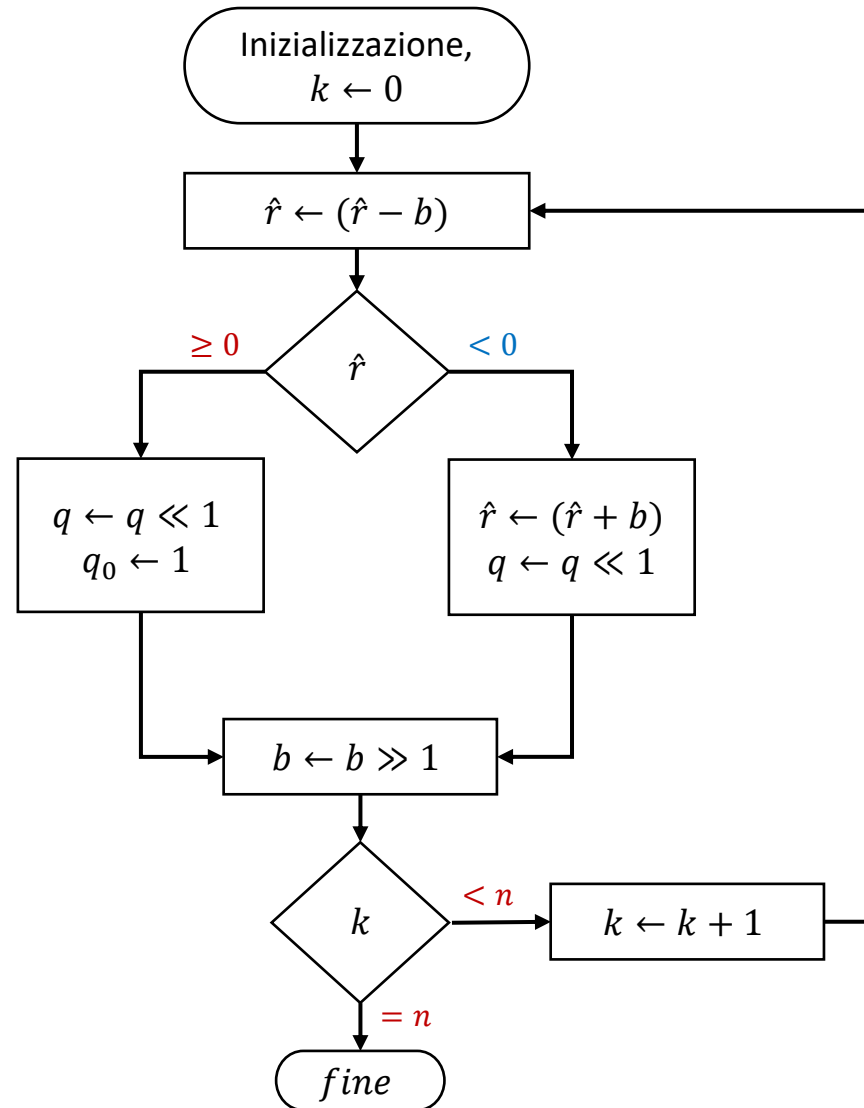 Inizializzazione,
k ← 0
r̂ ← (r̂ − b)
≥ 0
< 0
r̂
q ← q ≪ 1
q₀ ← 1
r̂ ← (r̂ + b)
q ← q ≪ 1
b ← b ≫ 1
k
< n
k ← k + 1
= n
fine